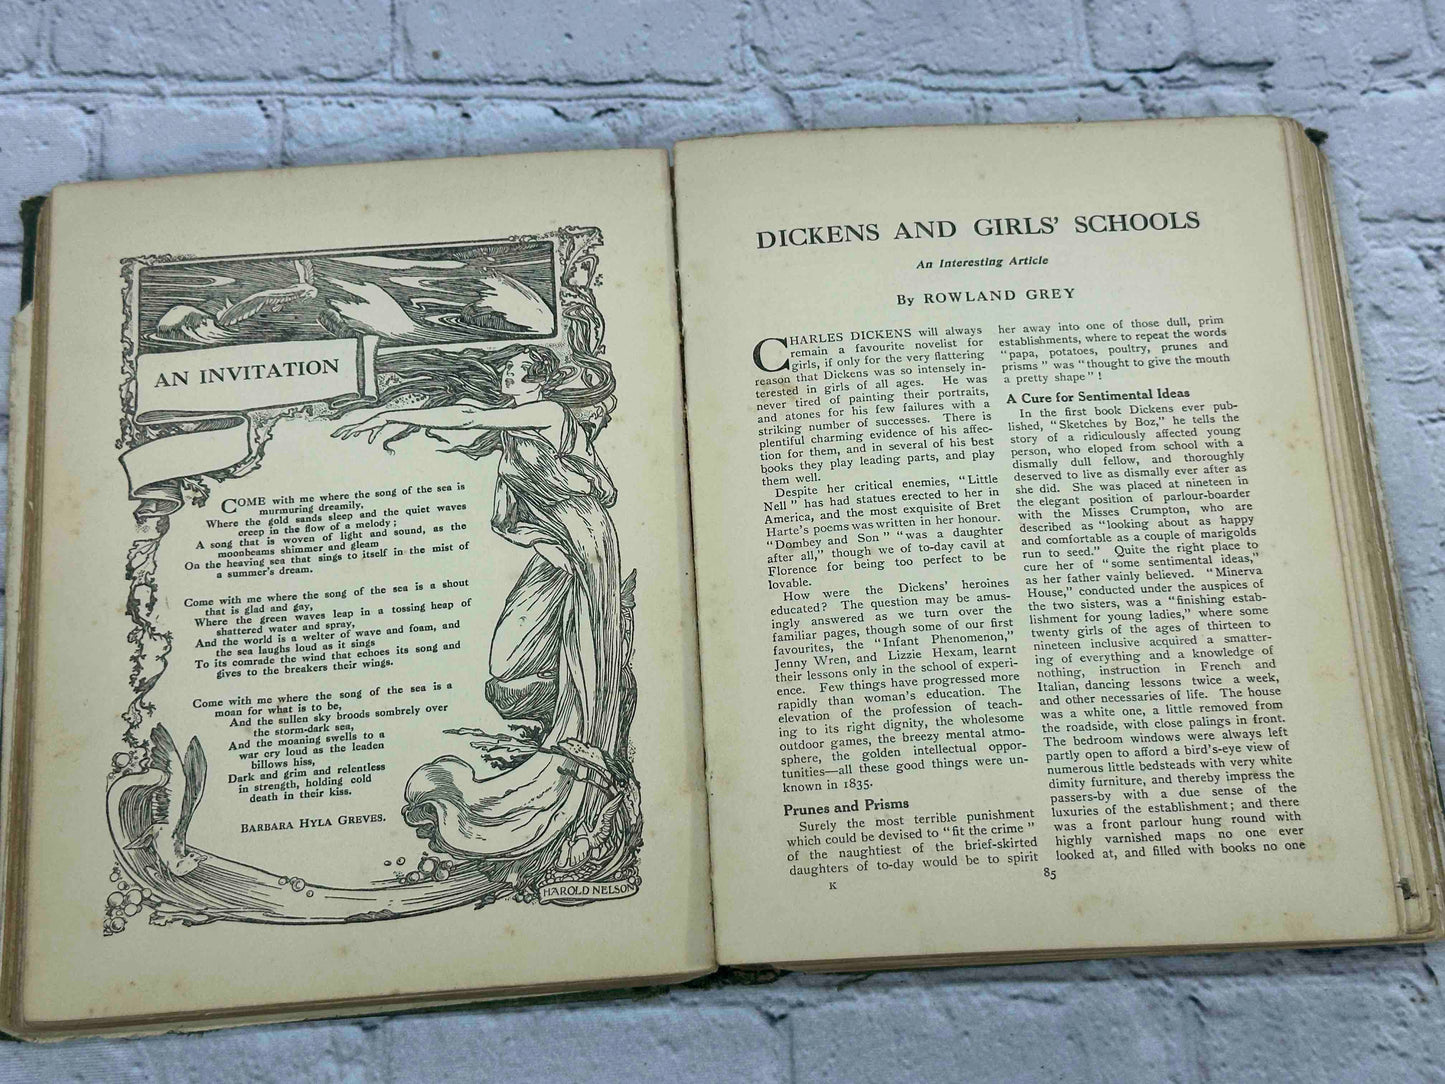 AN INVITATION
COME with me where the song of the sea is
murmuring dreamily,
Where the gold sands sleep and the quiet waves
creep in the flow of a melody ;
A song that is woven of light and sound, as the
moonbeams shimmer and gleam
On the heaving sea that sings to itself in the mist of
a summer's dream.
Come with me where the song of the sea is a shout
that is glad and gay,
Where the green waves leap in a tossing heap of
shattered water and spray,
And the world is a welter of wave and foam, and
the sea laughs loud as it sings
To its comrade the wind that echoes its song and
gives to the breakers their wings.
Come with me where the song of the sea is a
moan for what is to be,
And the sullen sky broods sombrely over
the storm-dark sea,
And the moaning swells to a
war cry loud as the leaden
billows hiss,
Dark and grim and relentless
in strength, holding cold
death in their kiss.
BARBARA HYLA GREVES.
HAROLD NELSON
DICKENS AND GIRLS' SCHOOLS
An Interesting Article
By ROWLAND GREY
CHARLES DICKENS will always
remain a favourite novelist for
girls, if only for the very flattering
reason that Dickens was so intensely in-
terested in girls of all ages. He was
never tired of painting their portraits,
and atones for his few failures with a
striking number of successes. There is
plentiful charming evidence of his affec-
tion for them, and in several of his best
books they play leading parts, and play
them well.
Despite her critical enemies, "Little
Nell" has had statues erected to her in
America, and the most exquisite of Bret
Harte's poems was written in her honour.
"Dombey and Son" "was a daughter
after all," though we of to-day cavil at
Florence for being too perfect to be
lovable.
How were the Dickens' heroines
educated? The question may be amus-
ingly answered as we turn over the
familiar pages, though some of our first
favourites, the "Infant Phenomenon,"
Jenny Wren, and Lizzie Hexam, learnt
their lessons only in the school of experi-
ence. Few things have progressed more
rapidly than woman's education. The
elevation of the profession of teach-
ing to its right dignity, the wholesome
outdoor games, the breezy mental atmo-
sphere, the golden intellectual oppor-
tunities—all these good things were un-
known in 1835.
Prunes and Prisms
Surely the most terrible punishment
which could be devised to "fit the crime"
of the naughtiest of the brief-skirted
daughters of to-day would be to spirit
K
her away into one of those dull, prim
establishments, where to repeat the words
"papa, potatoes, poultry, prunes and
prisms" was "thought to give the mouth
a pretty shape"!
A Cure for Sentimental Ideas
In the first book Dickens ever pub-
lished, "Sketches by Boz," he tells the
story of a ridiculously affected young
person, who eloped from school with a
dismally dull fellow, and thoroughly
deserved to live as dismally ever after as
she did. She was placed at nineteen in
the elegant position of parlour-boarder
with the Misses Crumpton, who are
described as "looking about as happy
and comfortable as a couple of marigolds
run to seed." Quite the right place to
cure her of "some sentimental ideas,"
as her father vainly believed. "Minerva
House," conducted under the auspices of
the two sisters, was a "finishing estab-
lishment for young ladies," where some
twenty girls of the ages of thirteen to
nineteen inclusive acquired a smatter-
ing of everything and a knowledge of
nothing, instruction in French and
Italian, dancing lessons twice a week,
and other necessaries of life. The house
was a white one, a little removed from
the roadside, with close palings in front.
The bedroom windows were always left
partly open to afford a bird's-eye view of
numerous little bedsteads with very white
dimity furniture, and thereby impress the
passers-by with a due sense of the
luxuries of the establishment; and there
was a front parlour hung round with
highly varnished maps no one ever
looked at, and filled with books no one
85